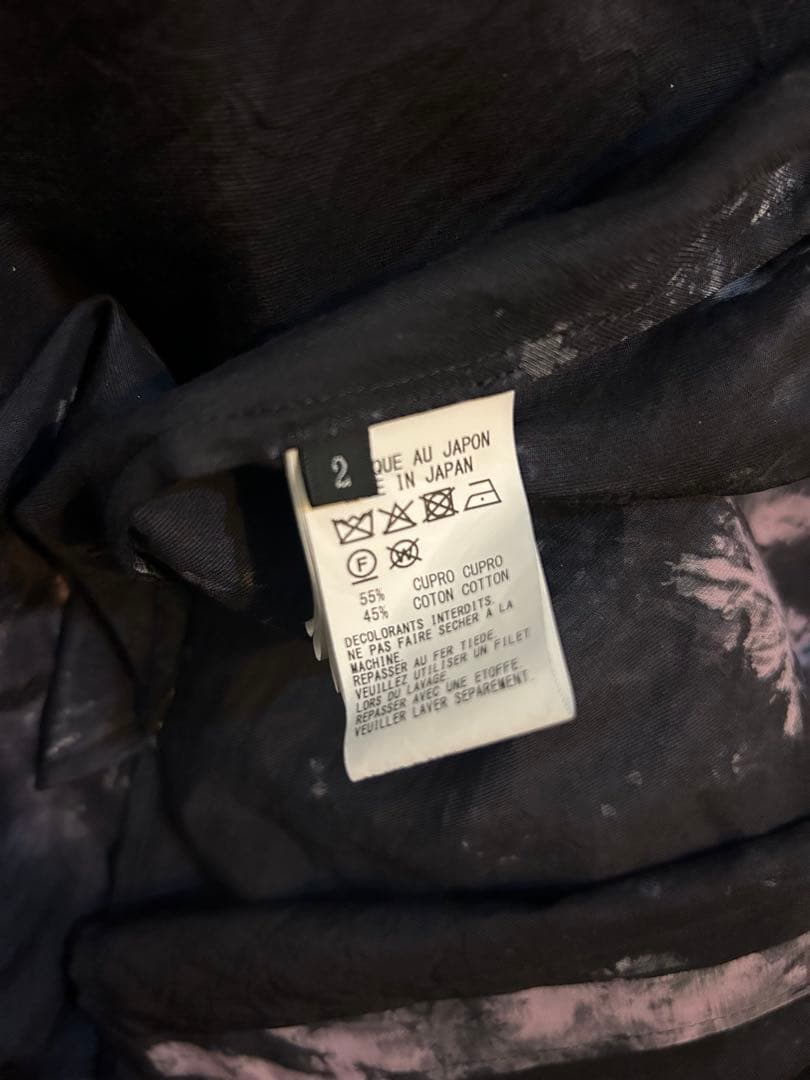 2
QUE AU JAPON
E IN JAPAN
F W
55% CUPRO CUPRO
45% COTON COTTON
DECOLORANTS INTERDITS.
NE PAS FAIRE SECHER A LA
MACHINE.
REPASSER AU FER TIEDE.
VEUILLEZ UTILISER UN FILET
LORS DU LAVAGE.
REPASSER AVEC UNE ETOFFE.
VEUILLER LAVER SEPAREMENT.